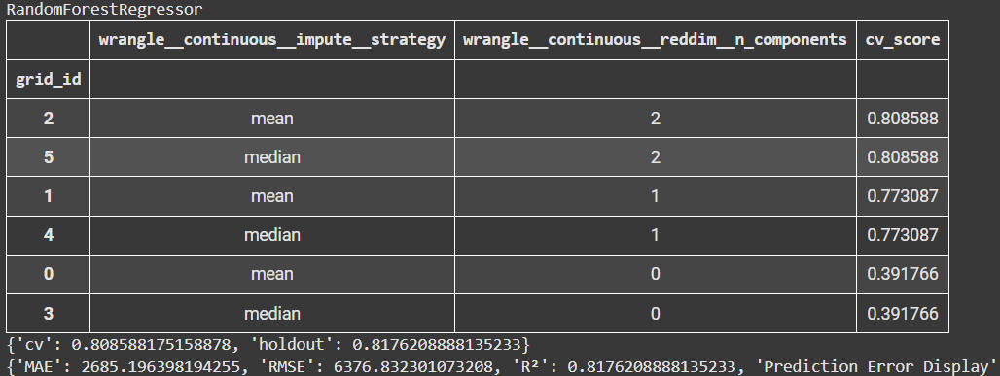 RandomForestRegressor
wrangle__continuous__impute__strategy wrangle__continuous__reddim__n_components cv_score
grid_id
2 mean 2 0.808588
5 median 2 0.808588
1 mean 1 0.773087
4 median 1 0.773087
0 mean 0 0.391766
3 median 0 0.391766
{'cv': 0.808588175158878, 'holdout': 0.8176208888135233}
{'MAE': 2685.196398194255, 'RMSE': 6376.832301073208, 'R²': 0.8176208888135233, 'Prediction Error Display'